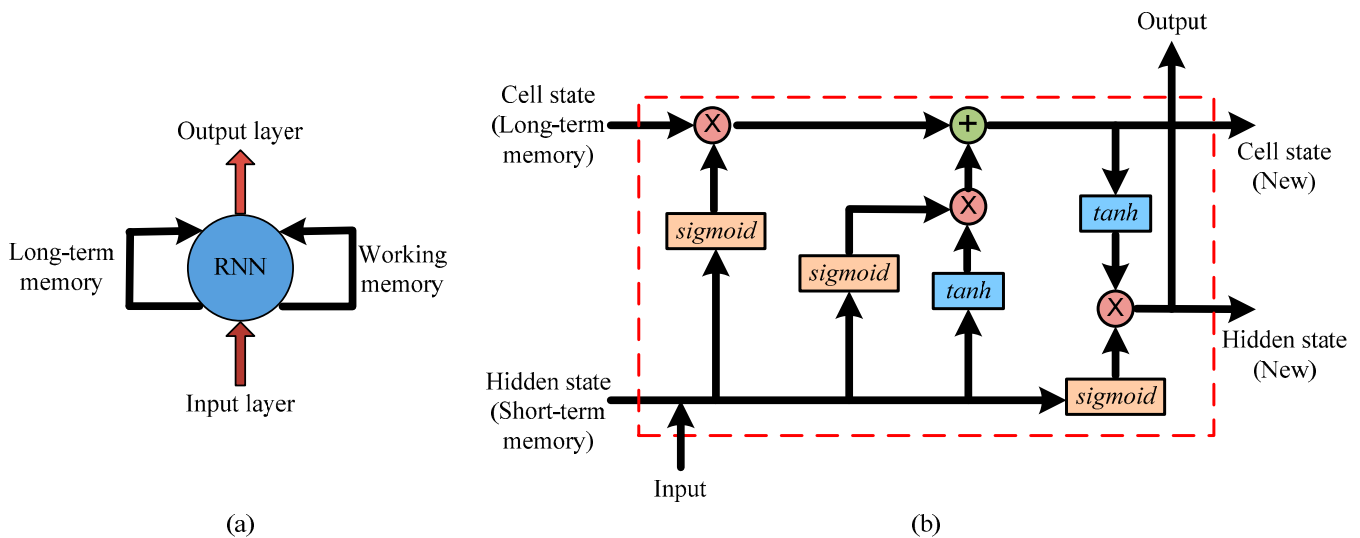 Output layer
Long-term
memory
RNN
Working
memory
Input layer
(a)
Output
Cell state
(Long-term
memory)
X
+
Cell state
(New)
sigmoid
X
tanh
sigmoid
tanh
X
Hidden state
(New)
Hidden state
(Short-term
memory)
sigmoid
Input
(b)